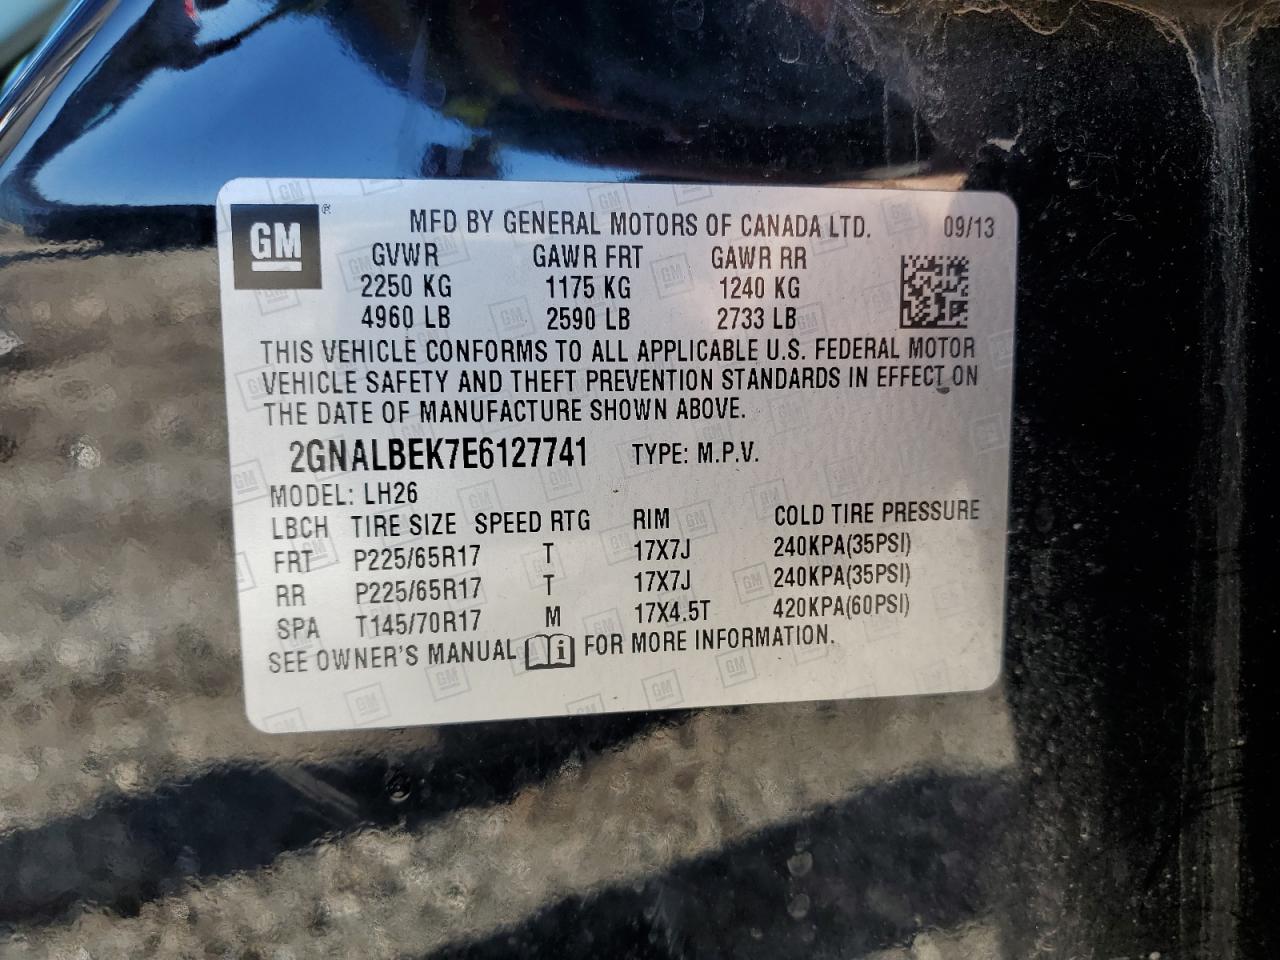 GM ® MFD BY GENERAL MOTORS OF CANADA LTD. 09/13
GVWR GAWR FRT GAWR RR
2250 KG 1175 KG 1240 KG
4960 LB 2590 LB 2733 LB
THIS VEHICLE CONFORMS TO ALL APPLICABLE U.S. FEDERAL MOTOR
VEHICLE SAFETY AND THEFT PREVENTION STANDARDS IN EFFECT ON
THE DATE OF MANUFACTURE SHOWN ABOVE.
2GNALBEK7E6127741 TYPE: M.P.V.
MODEL: LH26
LBCH TIRE SIZE SPEED RTG RIM COLD TIRE PRESSURE
FRT P225/65R17 T 17X7J 240KPA(35PSI)
RR P225/65R17 T 17X7J 240KPA(35PSI)
SPA T145/70R17 M 17X4.5T 420KPA(60PSI)
SEE OWNER'S MANUAL i FOR MORE INFORMATION.